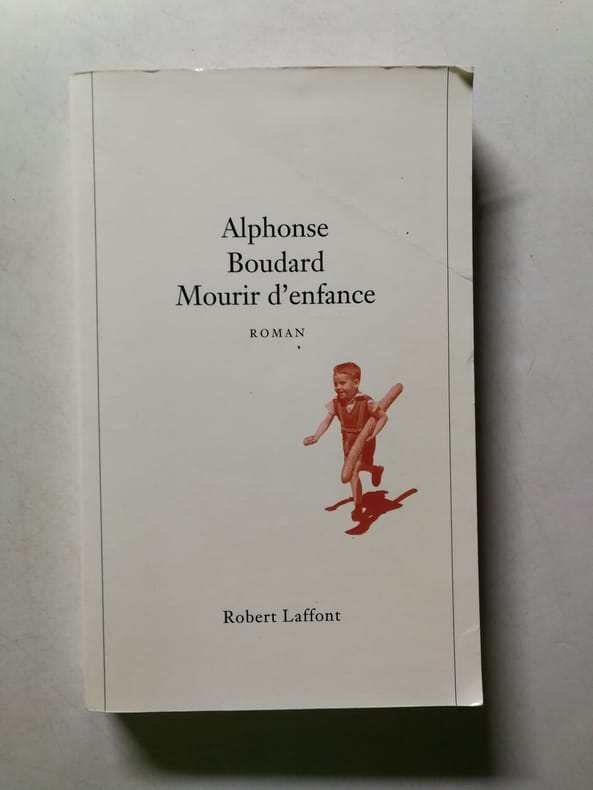 Alphonse
Boudard
Mourir d'enfance
ROMAN
Robert Laffont